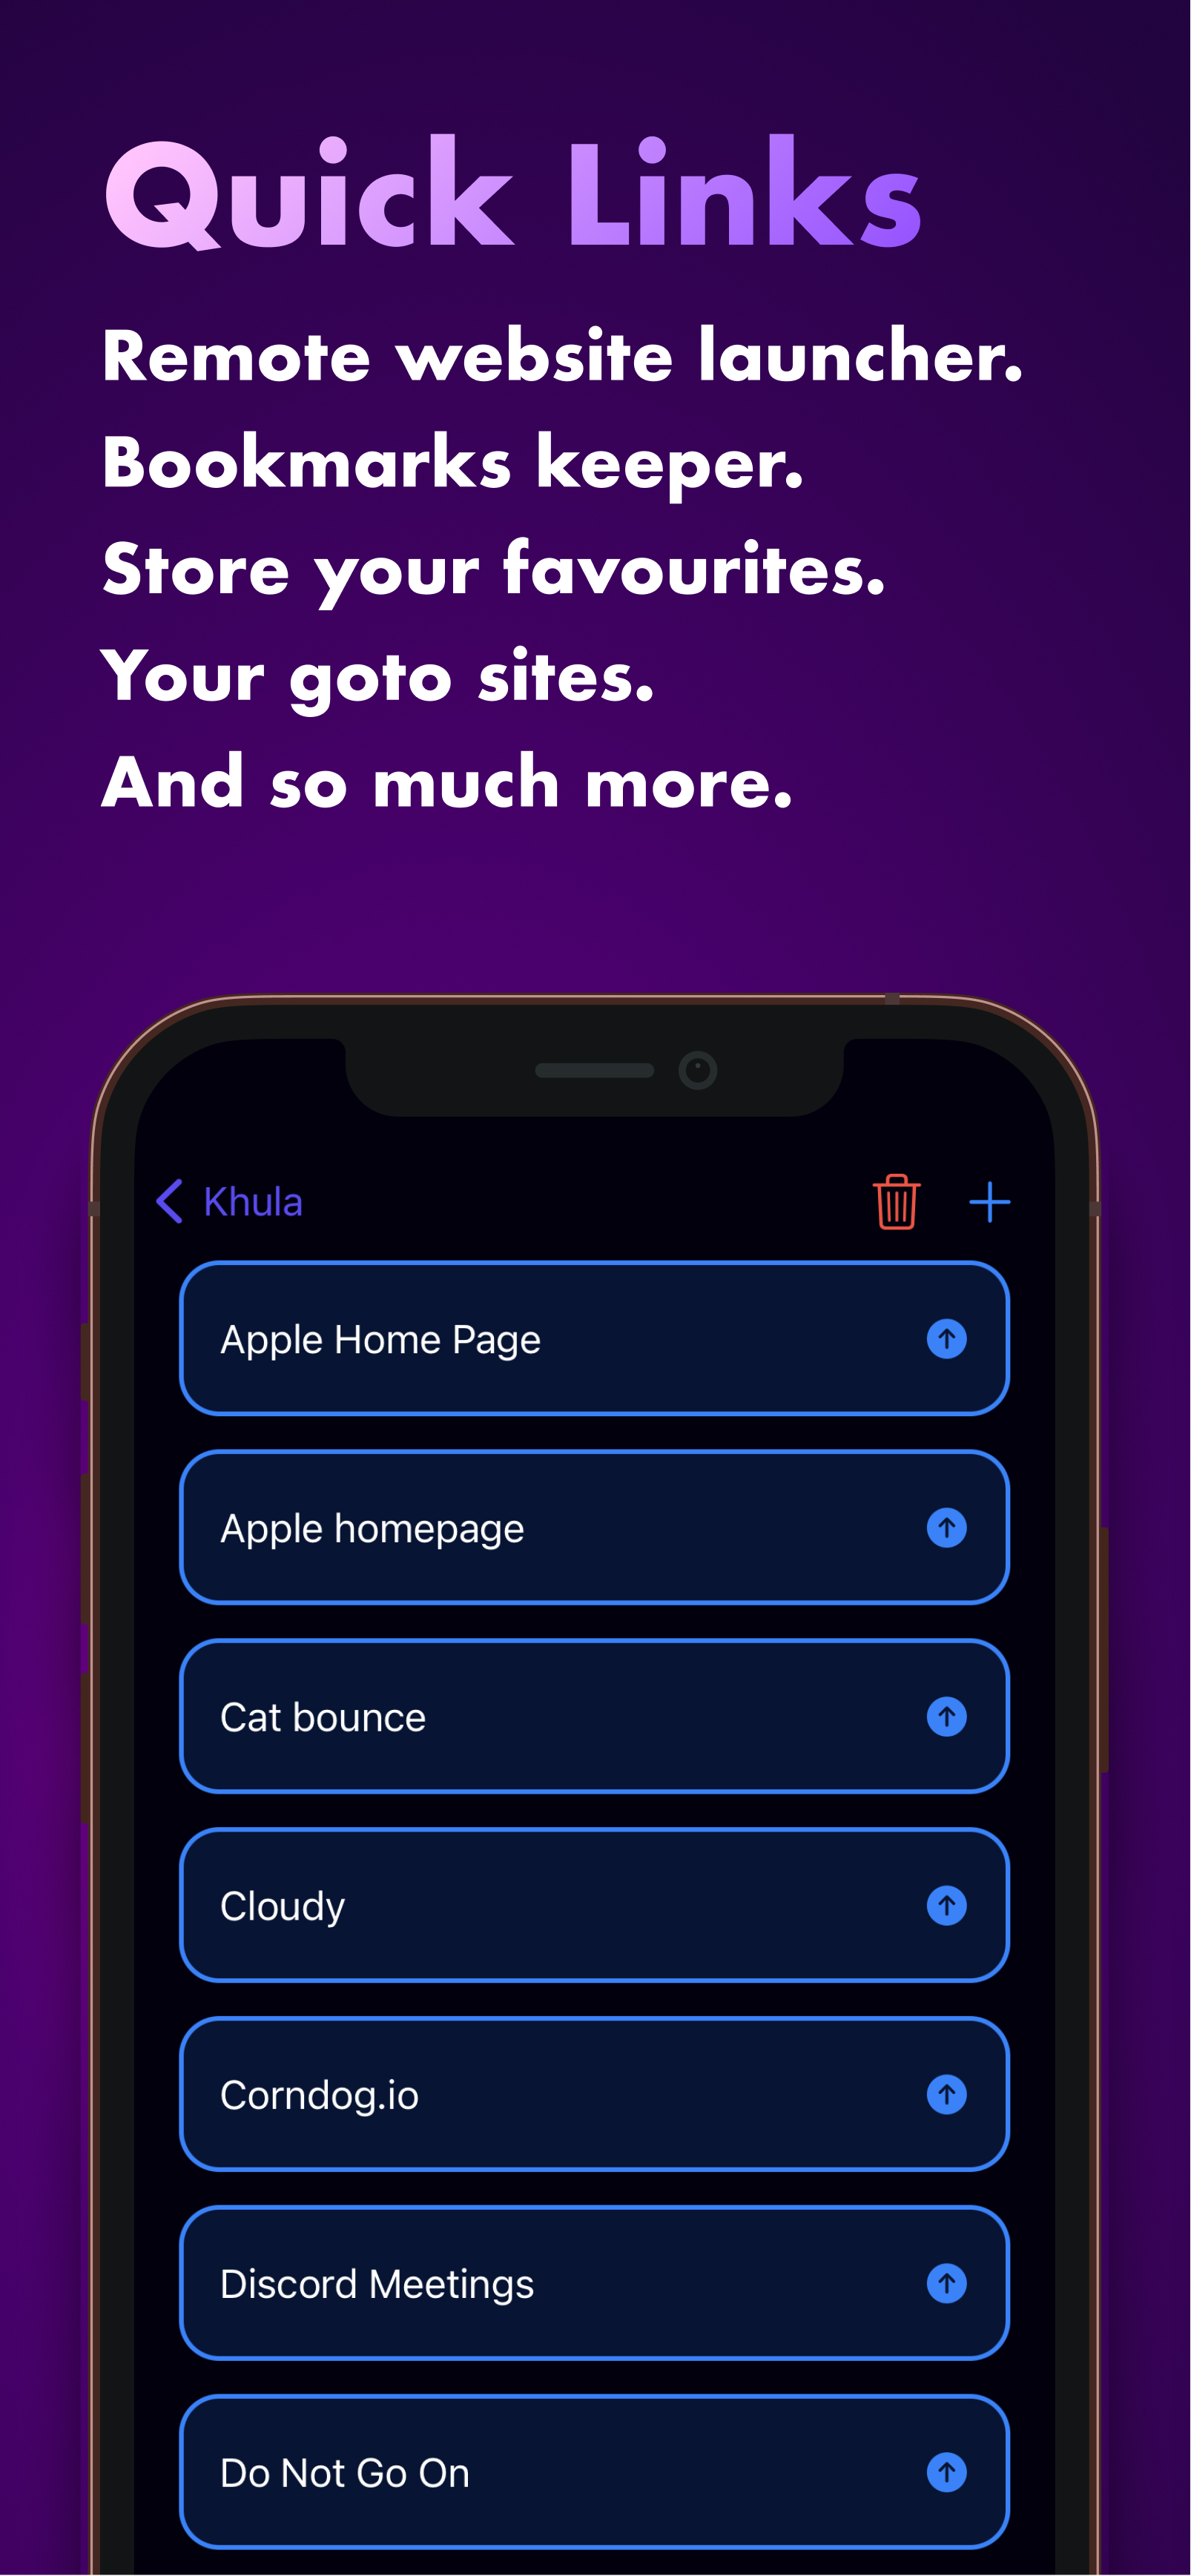 Quick Links
Remote website launcher.
Bookmarks keeper.
Store your favourites.
Your goto sites.
And so much more.
Khula
Apple Home Page
Apple homepage
Cat bounce
Cloudy
Corndog.io
Discord Meetings
Do Not Go On